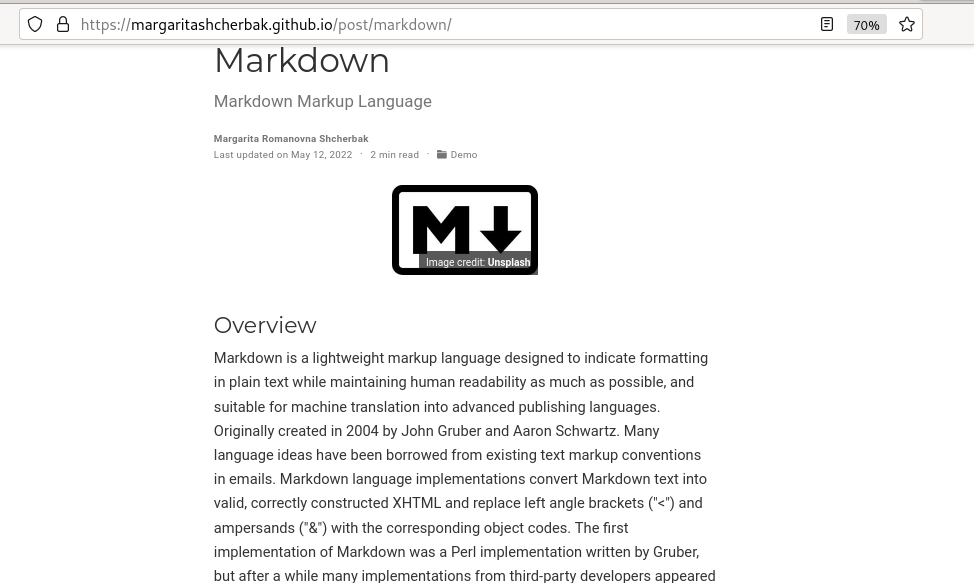 https://margaritashcherbak.github.io/post/markdown/
70%
Markdown
Markdown Markup Language
Margarita Romanovna Shcherbak
Last updated on May 12, 2022 · 2 min read · Demo
M
Image credit: Unsplash
Overview
Markdown is a lightweight markup language designed to indicate formatting
in plain text while maintaining human readability as much as possible, and
suitable for machine translation into advanced publishing languages.
Originally created in 2004 by John Gruber and Aaron Schwartz. Many
language ideas have been borrowed from existing text markup conventions
in emails. Markdown language implementations convert Markdown text into
valid, correctly constructed XHTML and replace left angle brackets ("<") and
ampersands ("&") with the corresponding object codes. The first
implementation of Markdown was a Perl implementation written by Gruber,
but after a while many implementations from third-party developers appeared